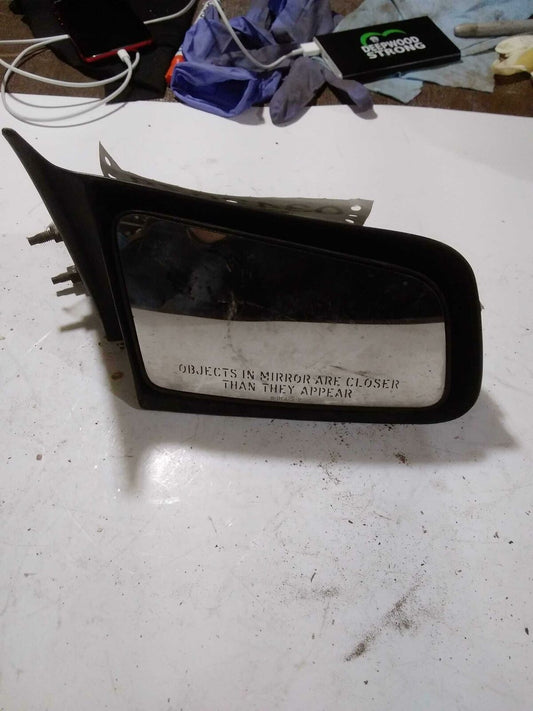 DEEPWOOD
STRONG
OBJECTS IN MIRROR ARE CLOSER
THAN THEY APPEAR